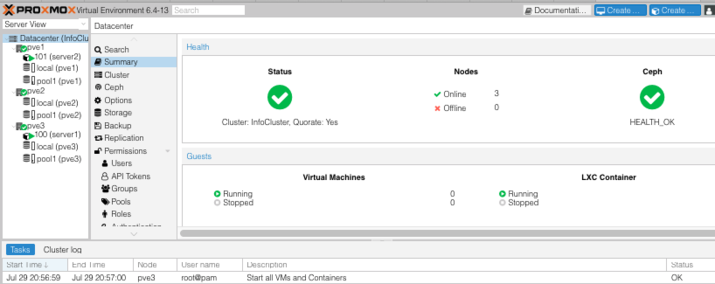 PROXMOX Virtual Environment 6.4-13 Search Documentati... Create ... Create ...
Server View
Datacenter (InfoClu
pve1
101 (server2)
local (pve1)
pool1 (pve1)
pve2
local (pve2)
pool1 (pve2)
pve3
100 (server1)
local (pve3)
pool1 (pve3)
Datacenter
Search
Summary
Cluster
Ceph
Options
Storage
Backup
Replication
Permissions
Users
API Tokens
Groups
Pools
Roles
Authentication
Health
Status Nodes Ceph
Online 3
Offline 0
Cluster: InfoCluster, Quorate: Yes HEALTH_OK
Guests
Virtual Machines LXC Container
Running 0 Running
Stopped 0 Stopped
Tasks Cluster log
Start Time ↓ End Time Node User name Description Status
Jul 29 20:56:59 Jul 29 20:57:00 pve3 root@pam Start all VMs and Containers OK